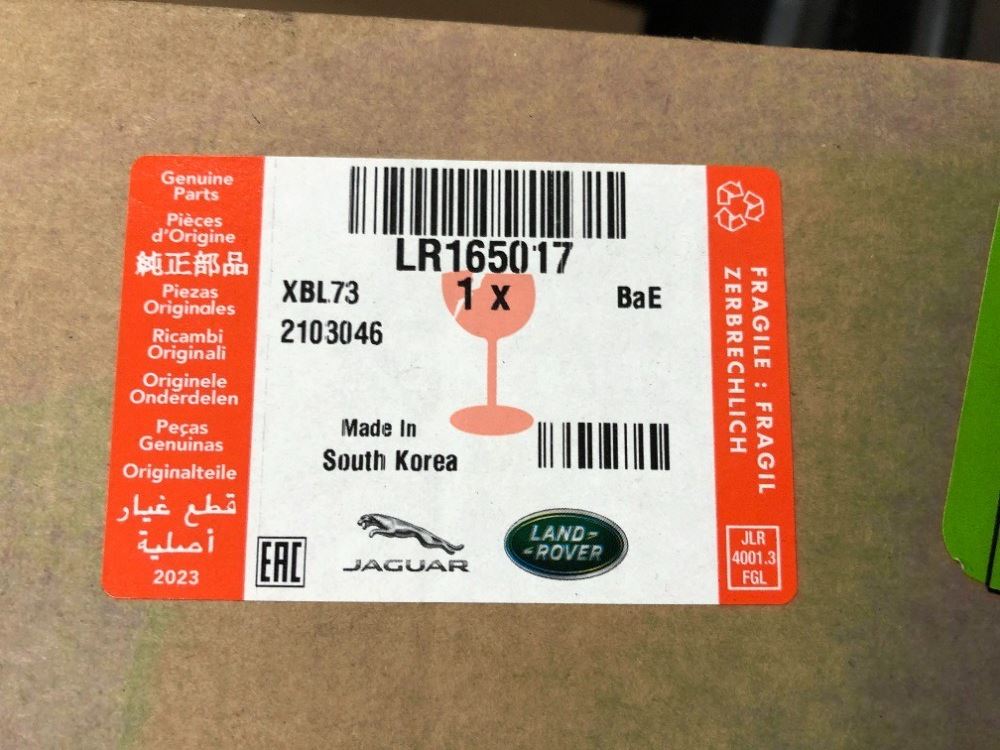 Genuine
Parts
Pièces
d'Origine
純正部品
Piezas
Originales
Ricambi
Originali
Originele
Onderdelen
Peças
Genuinas
Originalteile
قطع غيار
أصلية
2023
LR165017
XBL73
1 x
BaE
2103046
Made In
South Korea
EAC
JAGUAR
LAND-
-ROVER
FRAGILE : FRAGIL
ZERBRECHLICH
JLR
4001.3
FGL